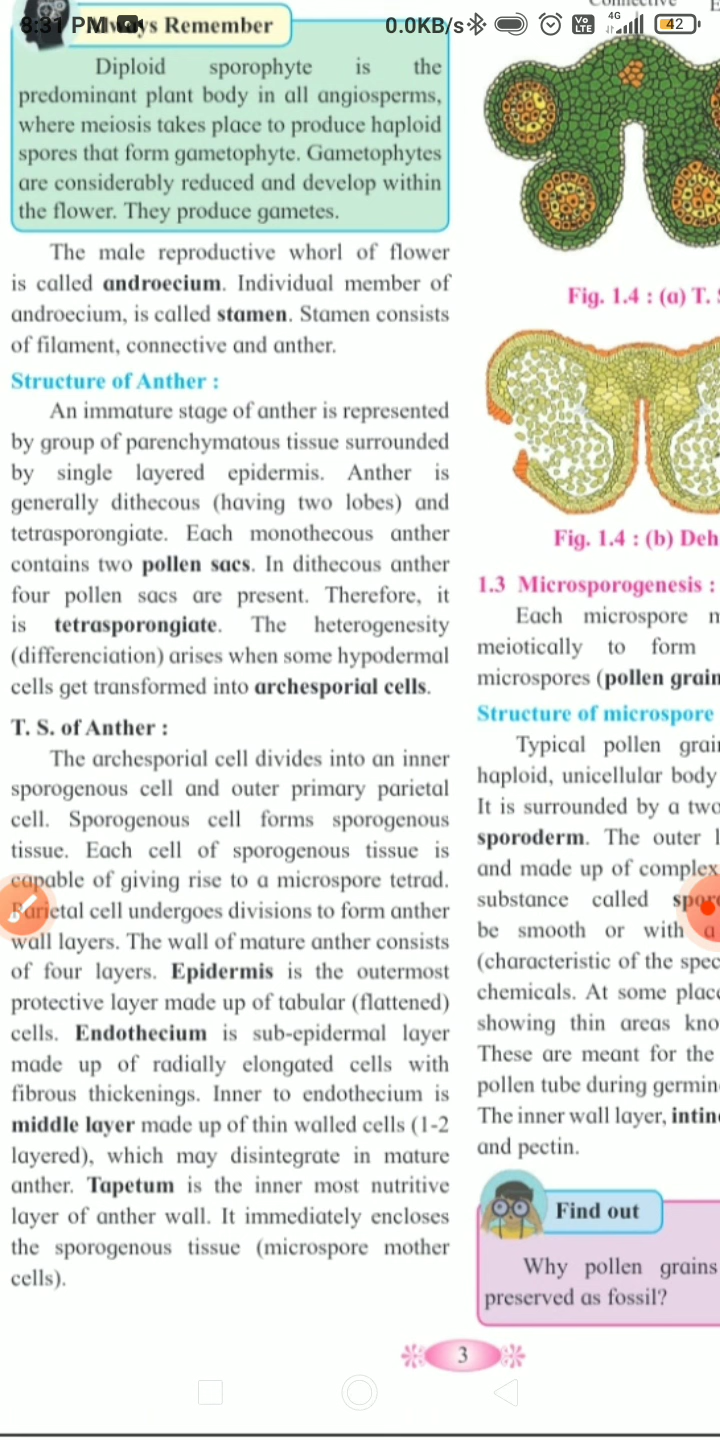 8:31 PM
0.0KB/s
4G
Vo
LTE
42
ways Remember
Diploid sporophyte is the
predominant plant body in all angiosperms,
where meiosis takes place to produce haploid
spores that form gametophyte. Gametophytes
are considerably reduced and develop within
the flower. They produce gametes.
The male reproductive whorl of flower
is called androecium. Individual member of
androecium, is called stamen. Stamen consists
of filament, connective and anther.
Structure of Anther :
An immature stage of anther is represented
by group of parenchymatous tissue surrounded
by single layered epidermis. Anther is
generally dithecous (having two lobes) and
tetrasporongiate. Each monothecous anther
contains two pollen sacs. In dithecous anther
four pollen sacs are present. Therefore, it
is tetrasporongiate. The heterogenesity
(differenciation) arises when some hypodermal
cells get transformed into archesporial cells.
T. S. of Anther :
The archesporial cell divides into an inner
sporogenous cell and outer primary parietal
cell. Sporogenous cell forms sporogenous
tissue. Each cell of sporogenous tissue is
capable of giving rise to a microspore tetrad.
Parietal cell undergoes divisions to form anther
wall layers. The wall of mature anther consists
of four layers. Epidermis is the outermost
protective layer made up of tabular (flattened)
cells. Endothecium is sub-epidermal layer
made up of radially elongated cells with
fibrous thickenings. Inner to endothecium is
middle layer made up of thin walled cells (1-2
layered), which may disintegrate in mature
anther. Tapetum is the inner most nutritive
layer of anther wall. It immediately encloses
the sporogenous tissue (microspore mother
cells).
Fig. 1.4 : (a) T.
Fig. 1.4 : (b) Deh
1.3 Microsporogenesis :
Each microspore m
meiotically to form
microspores (pollen grain
Structure of microspore
Typical pollen grai
haploid, unicellular body
It is surrounded by a two
sporoderm. The outer l
and made up of complex
substance called spor
be smooth or with a
(characteristic of the spec
chemicals. At some place
showing thin areas kno
These are meant for the
pollen tube during germin
The inner wall layer, intin
and pectin.
Find out
Why pollen grains
preserved as fossil?
3